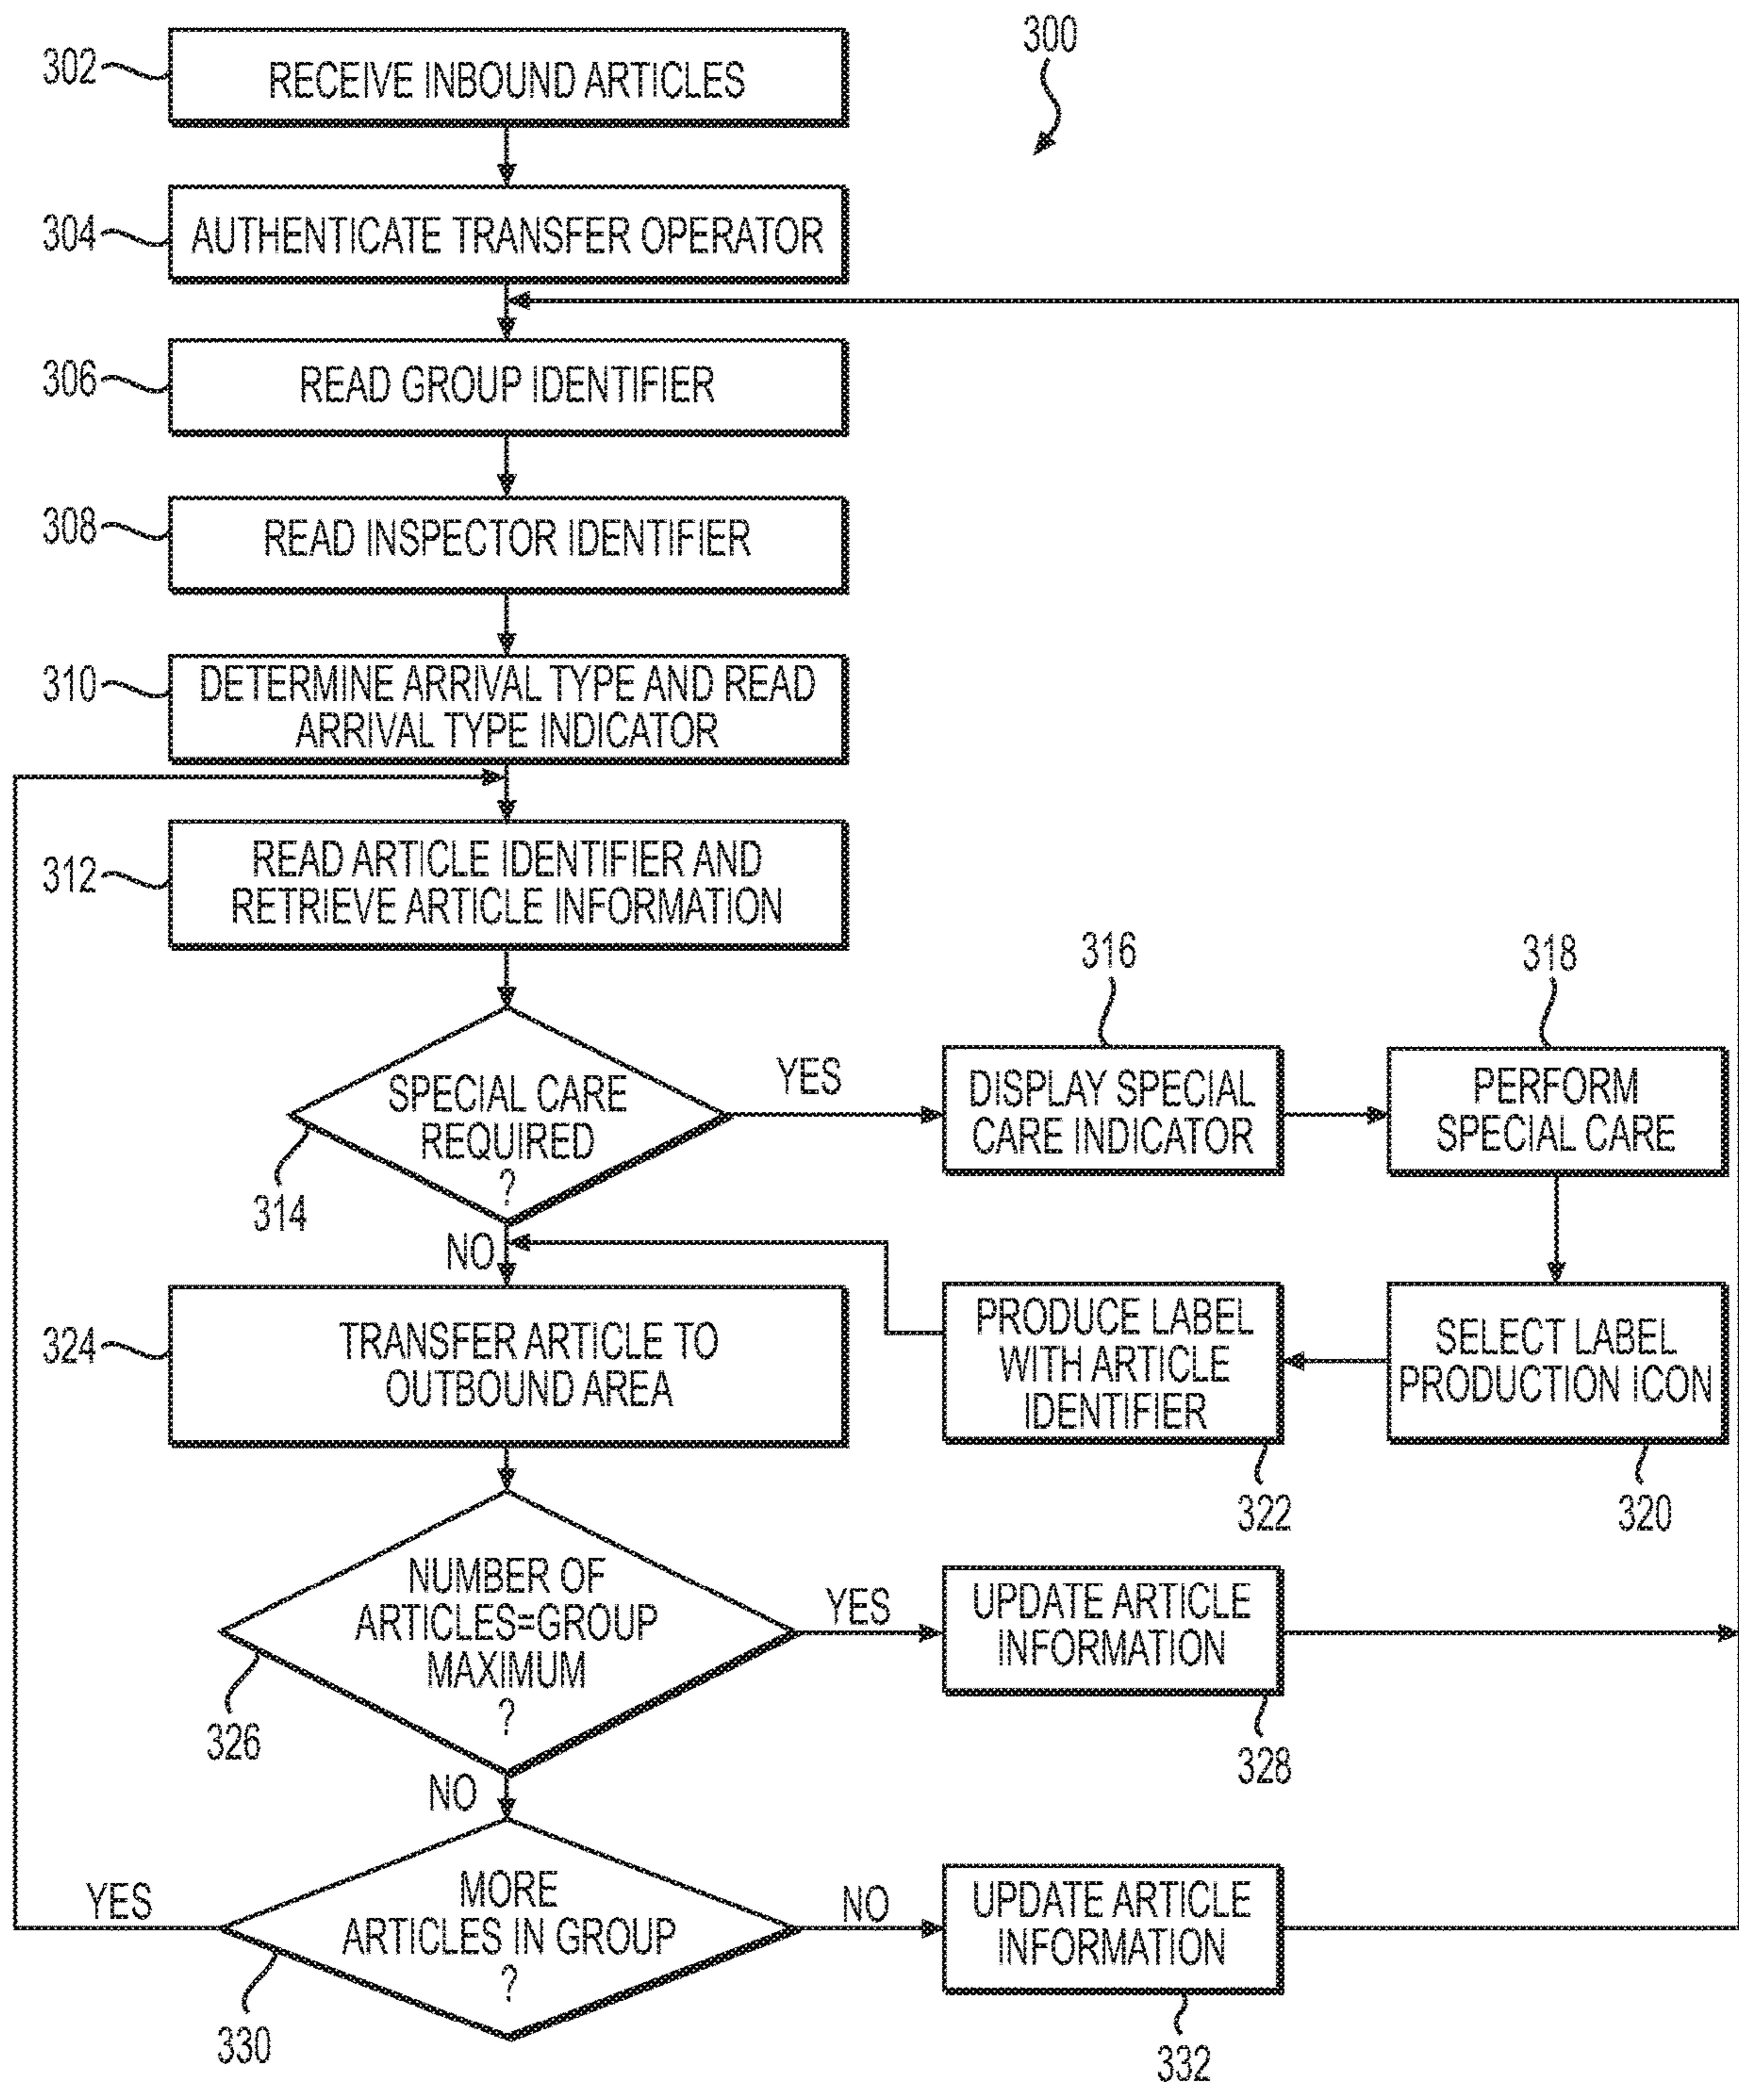 300
302
RECEIVE INBOUND ARTICLES
304
AUTHENTICATE TRANSFER OPERATOR
306
READ GROUP IDENTIFIER
308
READ INSPECTOR IDENTIFIER
310
DETERMINE ARRIVAL TYPE AND READ
ARRIVAL TYPE INDICATOR
312
READ ARTICLE IDENTIFIER AND
RETRIEVE ARTICLE INFORMATION
314
SPECIAL CARE
REQUIRED
?
YES
NO
316
DISPLAY SPECIAL
CARE INDICATOR
318
PERFORM
SPECIAL CARE
320
SELECT LABEL
PRODUCTION ICON
322
PRODUCE LABEL
WITH ARTICLE
IDENTIFIER
324
TRANSFER ARTICLE TO
OUTBOUND AREA
326
NUMBER OF
ARTICLES=GROUP
MAXIMUM
?
YES
NO
328
UPDATE ARTICLE
INFORMATION
330
MORE
ARTICLES IN GROUP
?
YES
NO
332
UPDATE ARTICLE
INFORMATION